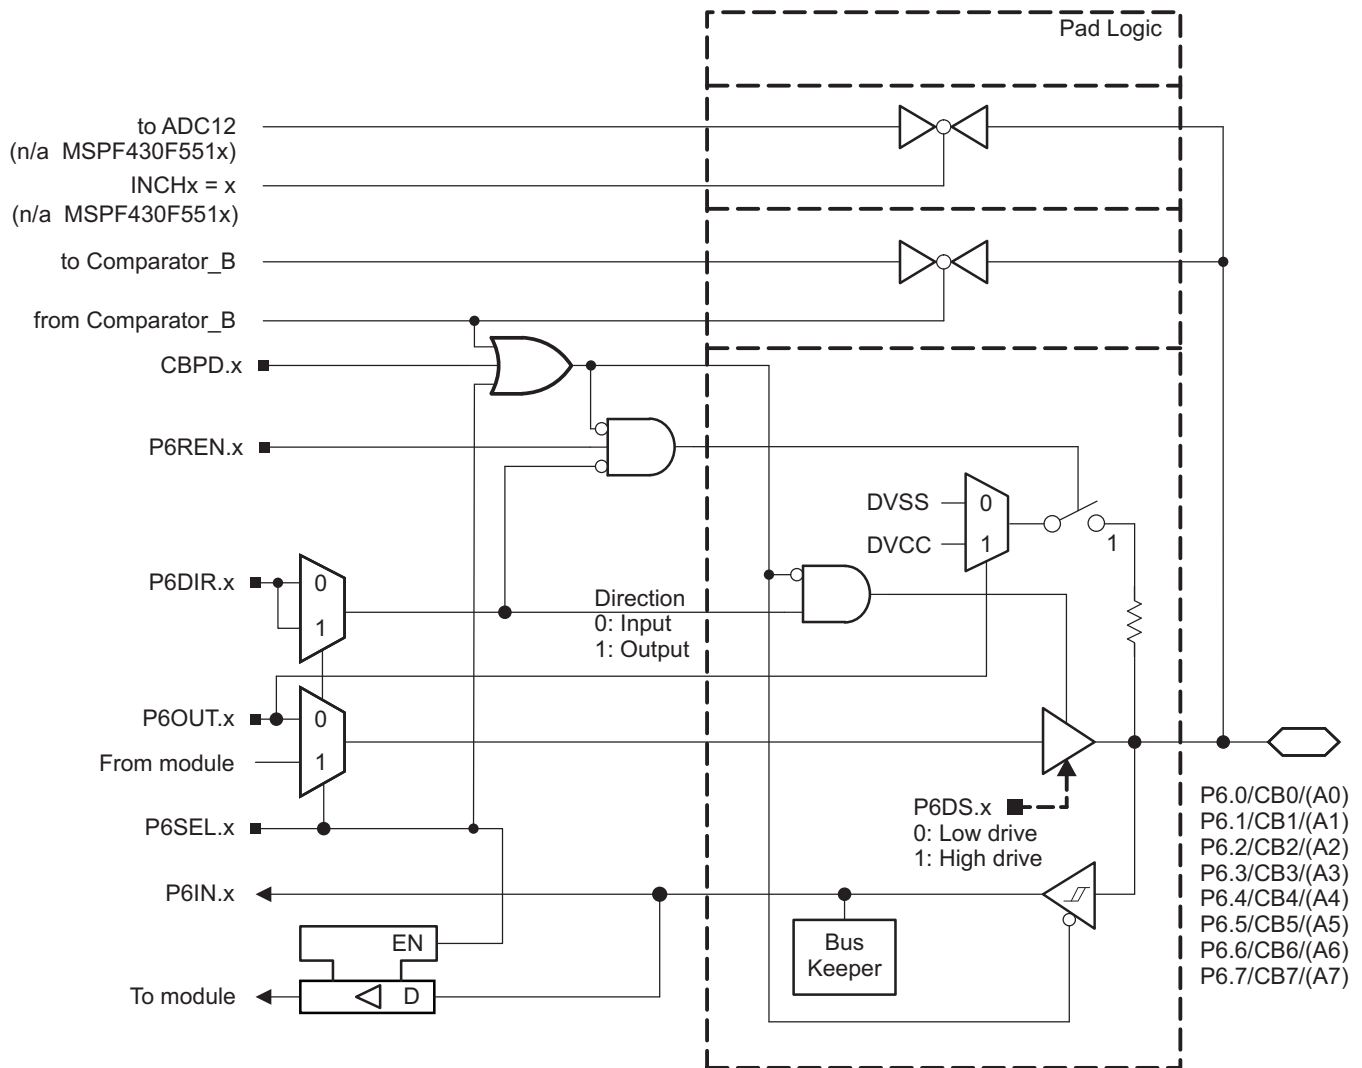 Pad Logic
to ADC12
(n/a MSPF430F551x)
INCHx = x
(n/a MSPF430F551x)
to Comparator_B
from Comparator_B
CBPD.x
P6REN.x
DVSS
0
DVCC
1
1
P6DIR.x
0
1
Direction
0: Input
1: Output
P6OUT.x
0
From module
1
P6SEL.x
P6DS.x
0: Low drive
1: High drive
P6.0/CB0/(A0)
P6.1/CB1/(A1)
P6.2/CB2/(A2)
P6.3/CB3/(A3)
P6.4/CB4/(A4)
P6.5/CB5/(A5)
P6.6/CB6/(A6)
P6.7/CB7/(A7)
P6IN.x
Bus
Keeper
EN
To module
D